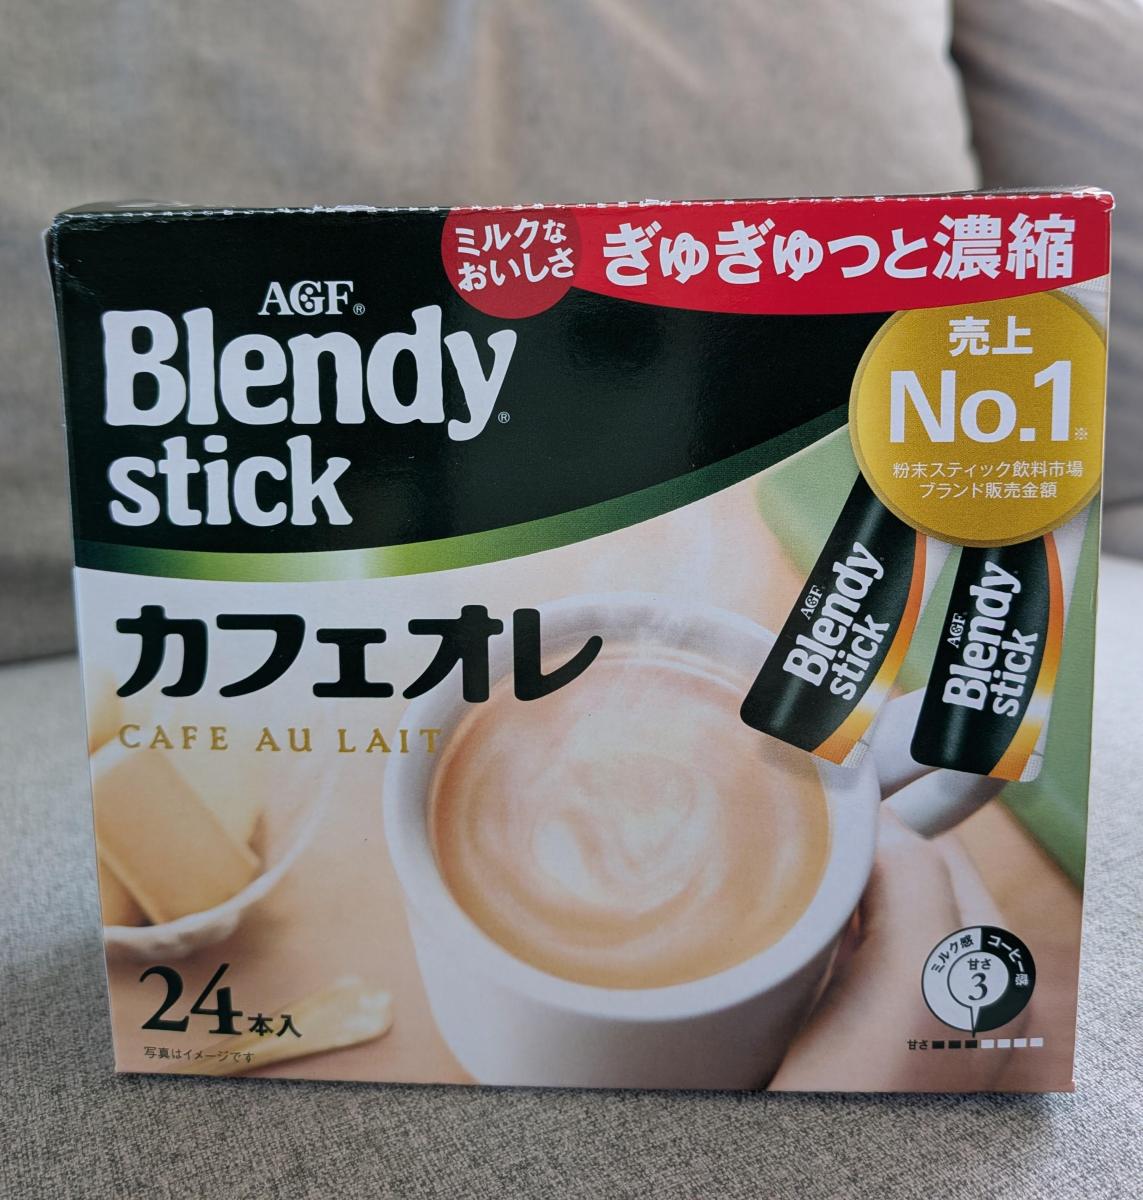 ミルクな
おいしさ
ぎゅぎゅっと濃縮
AGF®
Blendy®
stick
売上
No.1※
粉末スティック飲料市場
ブランド販売金額
AGF
Blendy
stick
AGF
Blendy
stick
カフェオレ
CAFE AU LAIT
24本入
写真はイメージです
ミルク感
コーヒー感
甘さ
3
甘さ